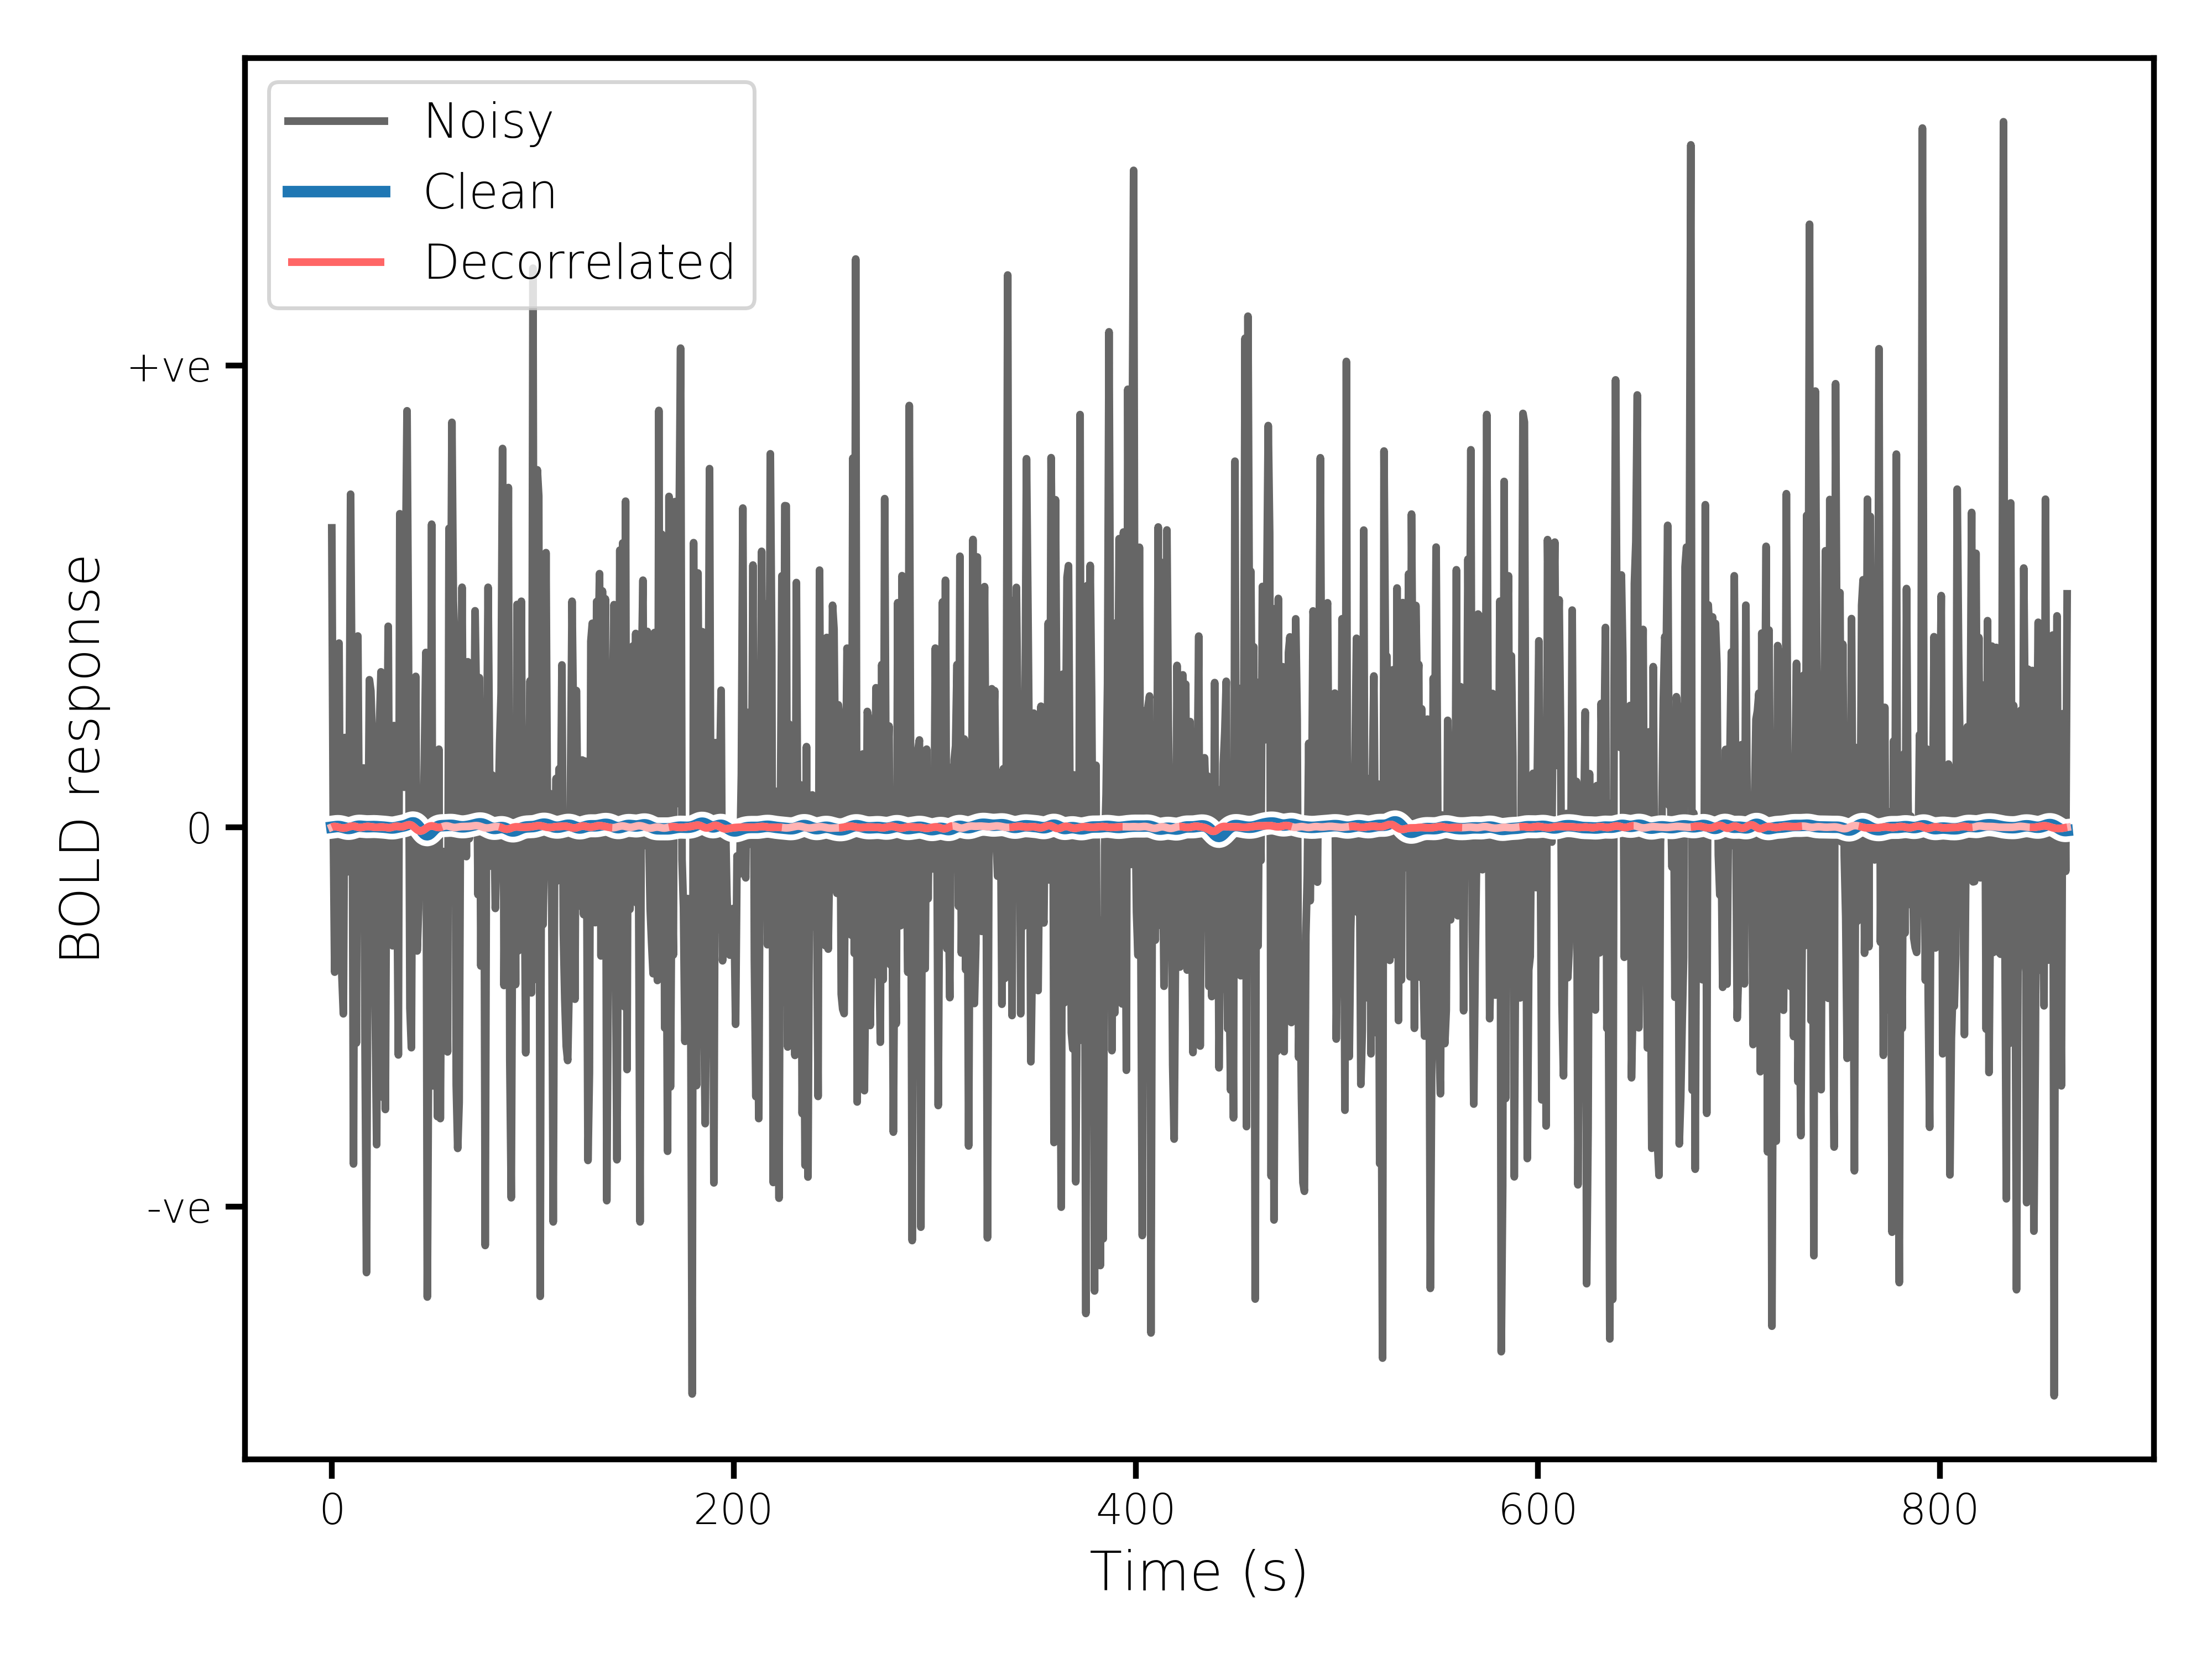 Noisy
Clean
Decorrelated
+ve
0
-ve
BOLD response
0 200 400 600 800
Time (s)